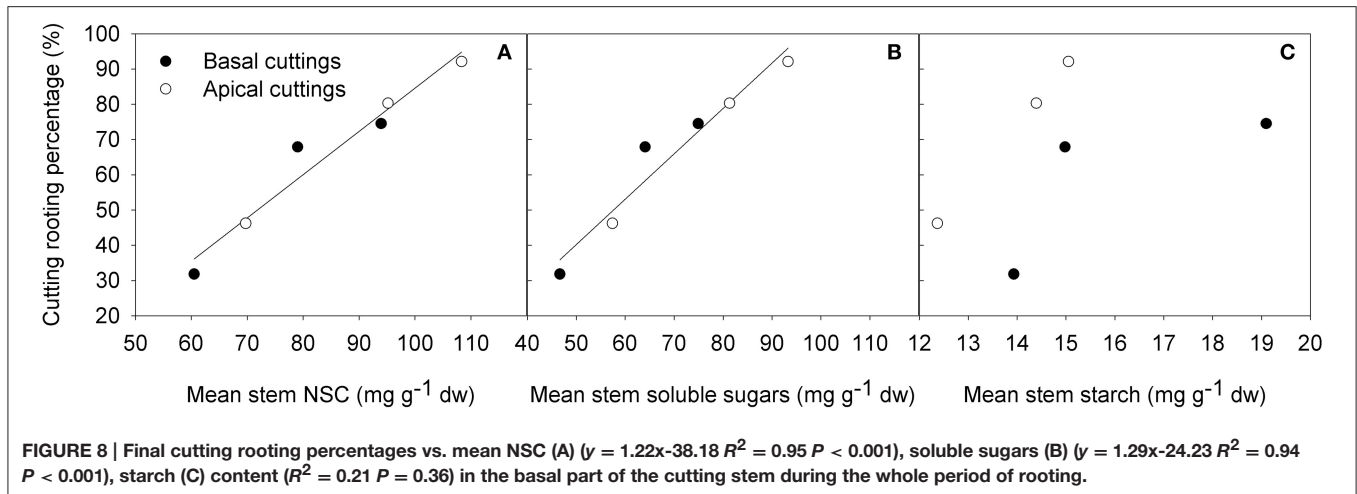 Cutting rooting percentage (%)
100
90
80
70
60
50
40
30
20
Basal cuttings
Apical cuttings
A
B
C
50 60 70 80 90 100 110 40 50 60 70 80 90 100 110 12 13 14 15 16 17 18 19 20
Mean stem NSC (mg g-1 dw) Mean stem soluble sugars (mg g-1 dw) Mean stem starch (mg g-1 dw)
FIGURE 8 | Final cutting rooting percentages vs. mean NSC (A) (y = 1.22x-38.18 R2 = 0.95 P < 0.001), soluble sugars (B) (y = 1.29x-24.23 R2 = 0.94
P < 0.001), starch (C) content (R2 = 0.21 P = 0.36) in the basal part of the cutting stem during the whole period of rooting.